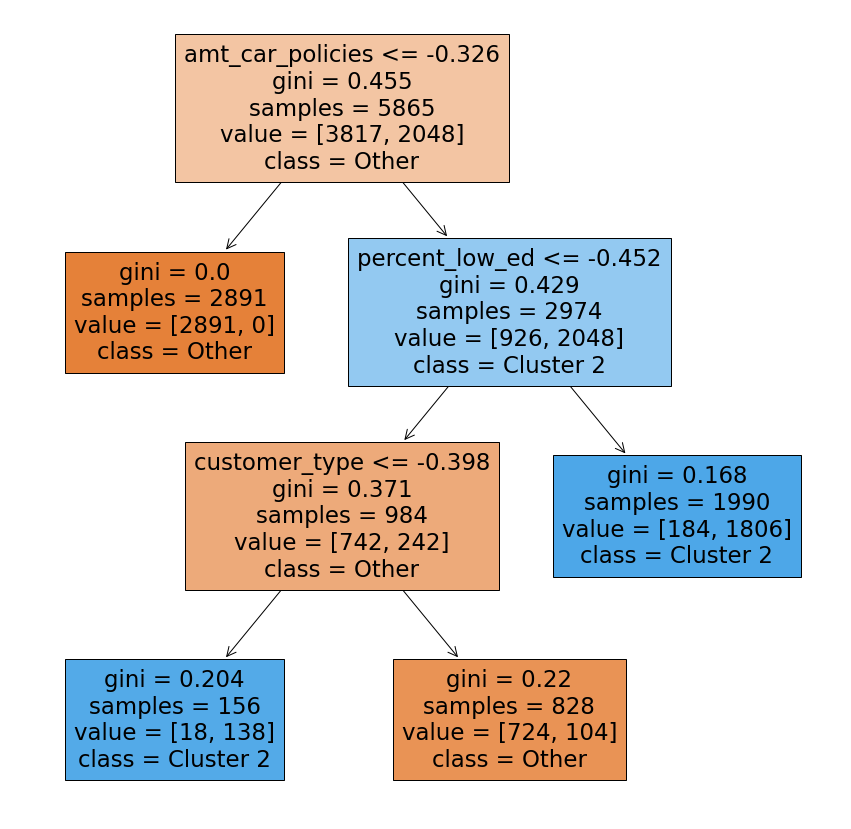 amt_car_policies <= -0.326
gini = 0.455
samples = 5865
value = [3817, 2048]
class = Other
gini = 0.0
samples = 2891
value = [2891, 0]
class = Other
percent_low_ed <= -0.452
gini = 0.429
samples = 2974
value = [926, 2048]
class = Cluster 2
customer_type <= -0.398
gini = 0.371
samples = 984
value = [742, 242]
class = Other
gini = 0.168
samples = 1990
value = [184, 1806]
class = Cluster 2
gini = 0.204
samples = 156
value = [18, 138]
class = Cluster 2
gini = 0.22
samples = 828
value = [724, 104]
class = Other